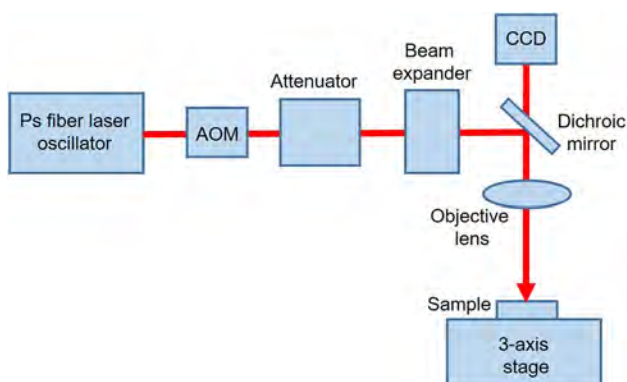 Ps fiber laser
oscillator
AOM
Attenuator
Beam
expander
CCD
Dichroic
mirror
Objective
lens
Sample
3-axis
stage